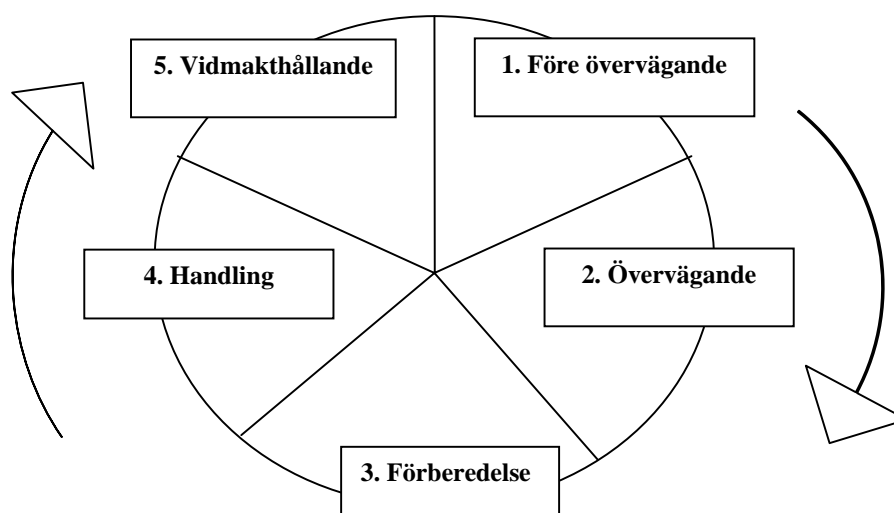 1. Före övervägande
2. Övervägande
3. Förberedelse
4. Handling
5. Vidmakthållande